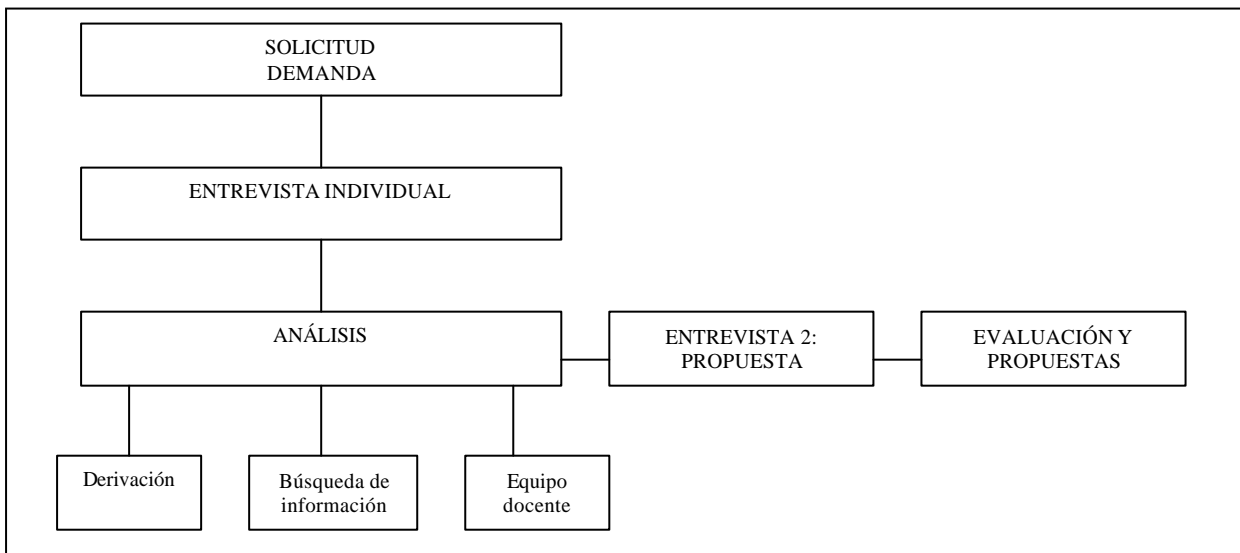 SOLICITUD
DEMANDA
ENTREVISTA INDIVIDUAL
ANÁLISIS
ENTREVISTA 2:
PROPUESTA
EVALUACIÓN Y
PROPUESTAS
Derivación
Búsqueda de
información
Equipo
docente